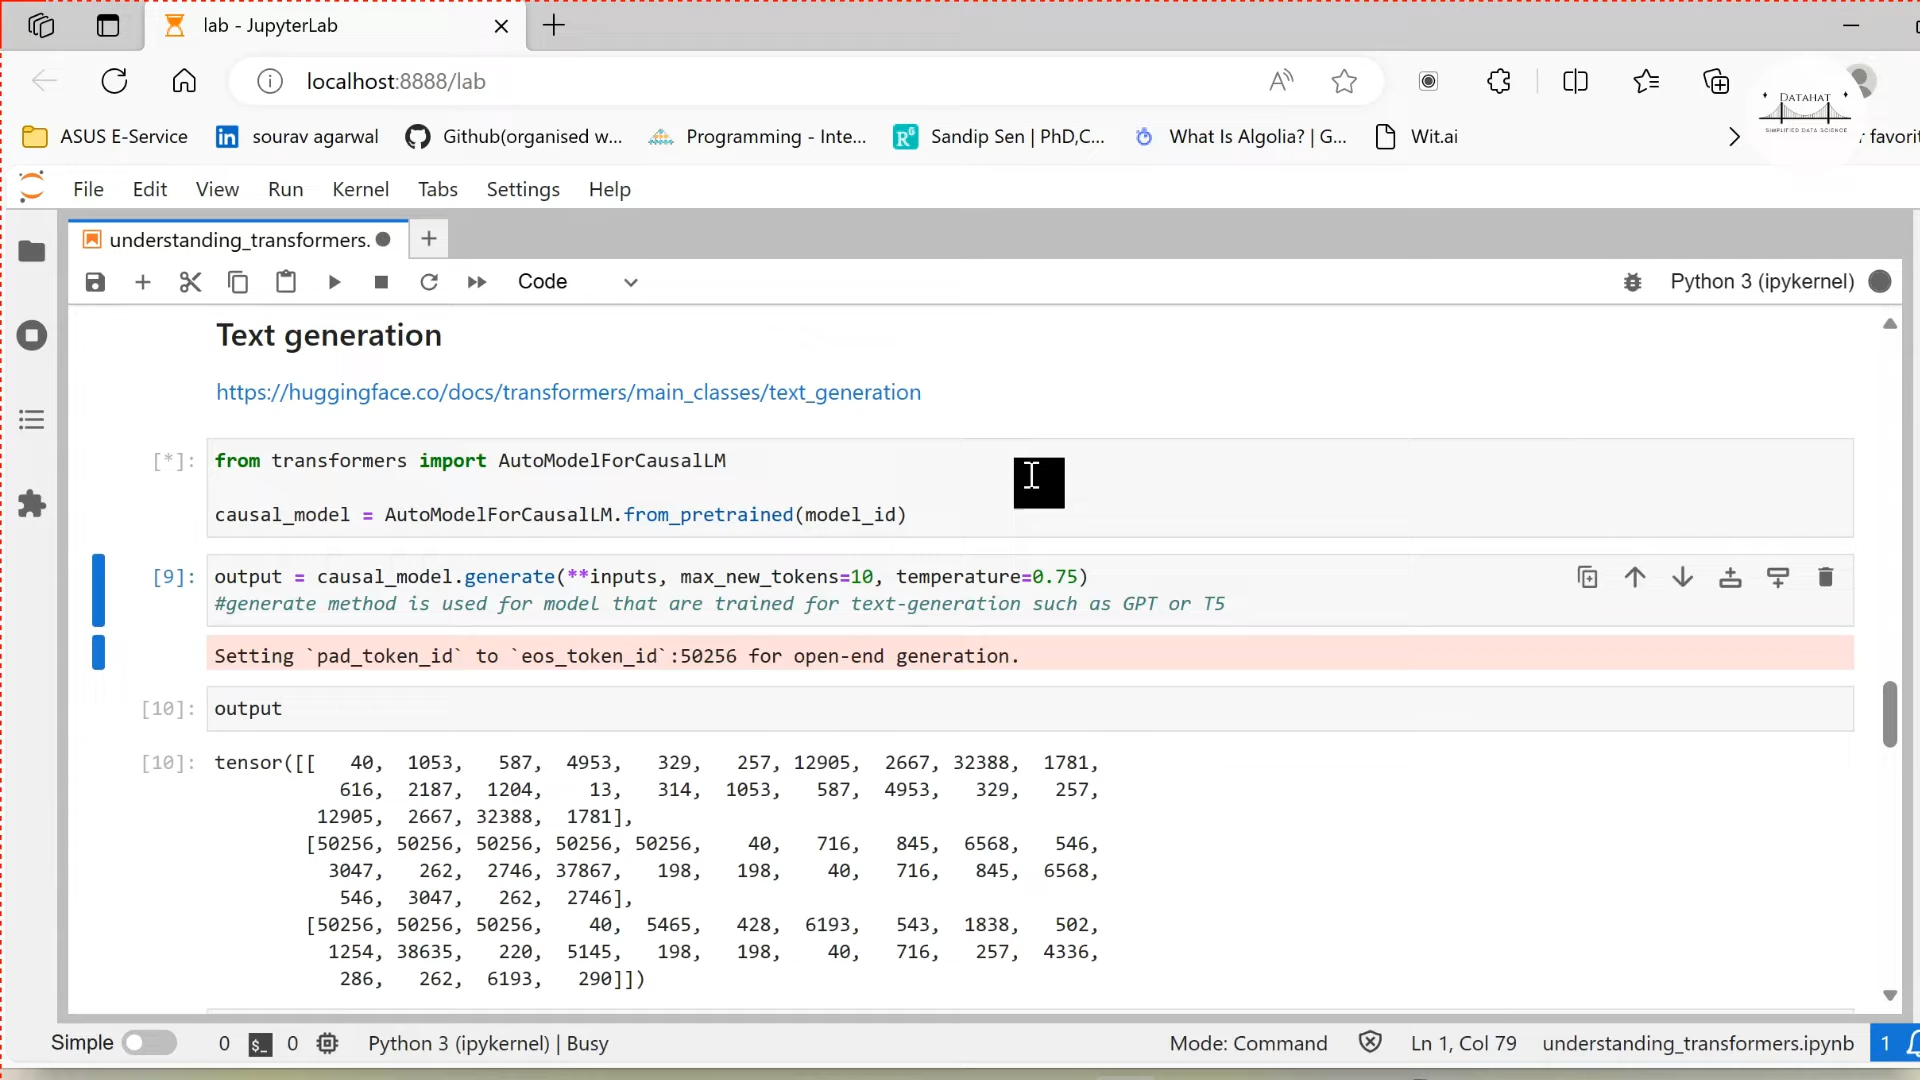 lab - JupyterLab
localhost:8888/lab
ASUS E-Service sourav agarwal Github(organised w... Programming - Inte... Sandip Sen | PhD,C... What Is Algolia? | G... Wit.ai r favorit
DATAHAT
SIMPLIFIED DATA SCIENCE
File Edit View Run Kernel Tabs Settings Help
understanding_transformers.
Code Python 3 (ipykernel)
Text generation
https://huggingface.co/docs/transformers/main_classes/text_generation
[*]: from transformers import AutoModelForCausalLM
causal_model = AutoModelForCausalLM.from_pretrained(model_id)
[9]: output = causal_model.generate(**inputs, max_new_tokens=10, temperature=0.75)
#generate method is used for model that are trained for text-generation such as GPT or T5
Setting `pad_token_id` to `eos_token_id`:50256 for open-end generation.
[10]: output
[10]: tensor([[ 40, 1053, 587, 4953, 329, 257, 12905, 2667, 32388, 1781,
616, 2187, 1204, 13, 314, 1053, 587, 4953, 329, 257,
12905, 2667, 32388, 1781],
[50256, 50256, 50256, 50256, 50256, 40, 716, 845, 6568, 546,
3047, 262, 2746, 37867, 198, 198, 40, 716, 845, 6568,
546, 3047, 262, 2746],
[50256, 50256, 50256, 40, 5465, 428, 6193, 543, 1838, 502,
1254, 38635, 220, 5145, 198, 198, 40, 716, 257, 4336,
286, 262, 6193, 290]])
Simple 0 $_ 0 Python 3 (ipykernel) | Busy Mode: Command Ln 1, Col 79 understanding_transformers.ipynb 1